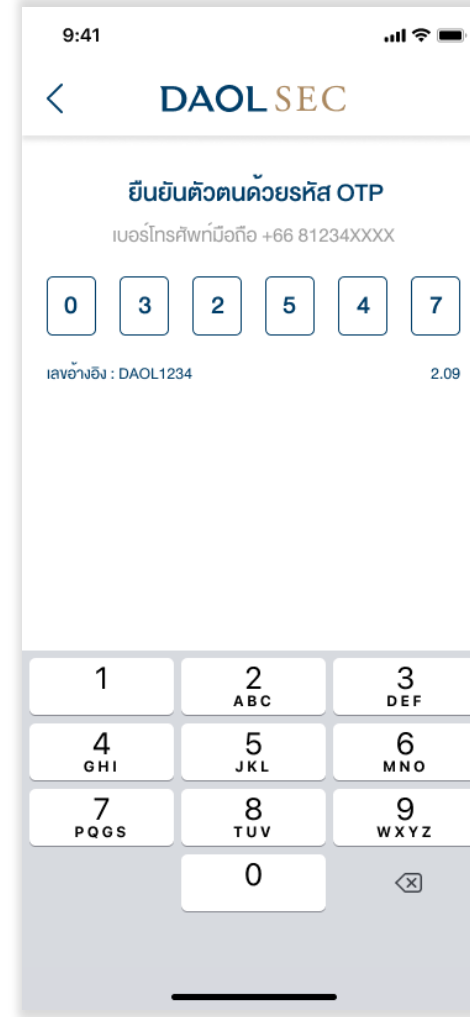 9:41
DAOL SEC
ยืนยันตัวตนด้วยรหัส OTP
เบอร์โทรศัพท์มือถือ +66 81234XXXX
0 3 2 5 4 7
เลขอ้างอิง : DAOL1234 2.09
1 2 3
ABC DEF
4 5 6
GHI JKL MNO
7 8 9
PQGS TUV WXYZ
0